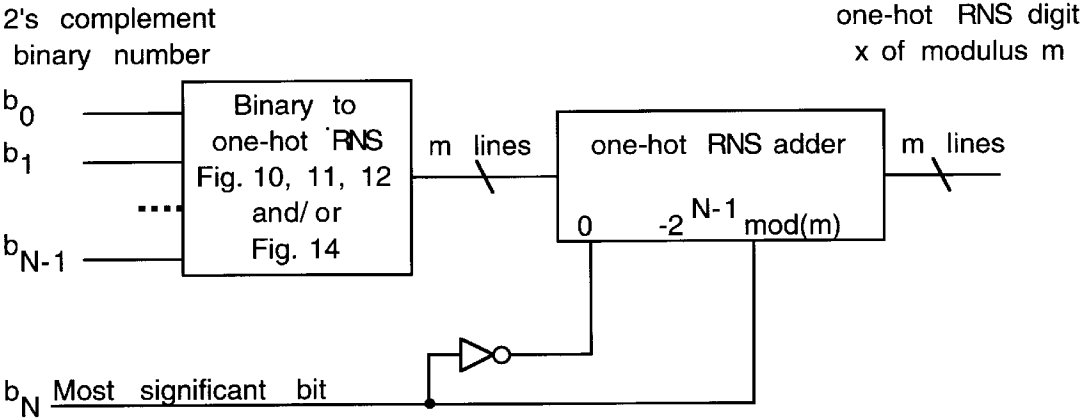 2's complement
binary number
one-hot RNS digit
x of modulus m
b0
b1
bN-1
Binary to
one-hot RNS
Fig. 10, 11, 12
and/ or
Fig. 14
m lines
one-hot RNS adder
0 -2^N-1 mod(m)
m lines
bN Most significant bit